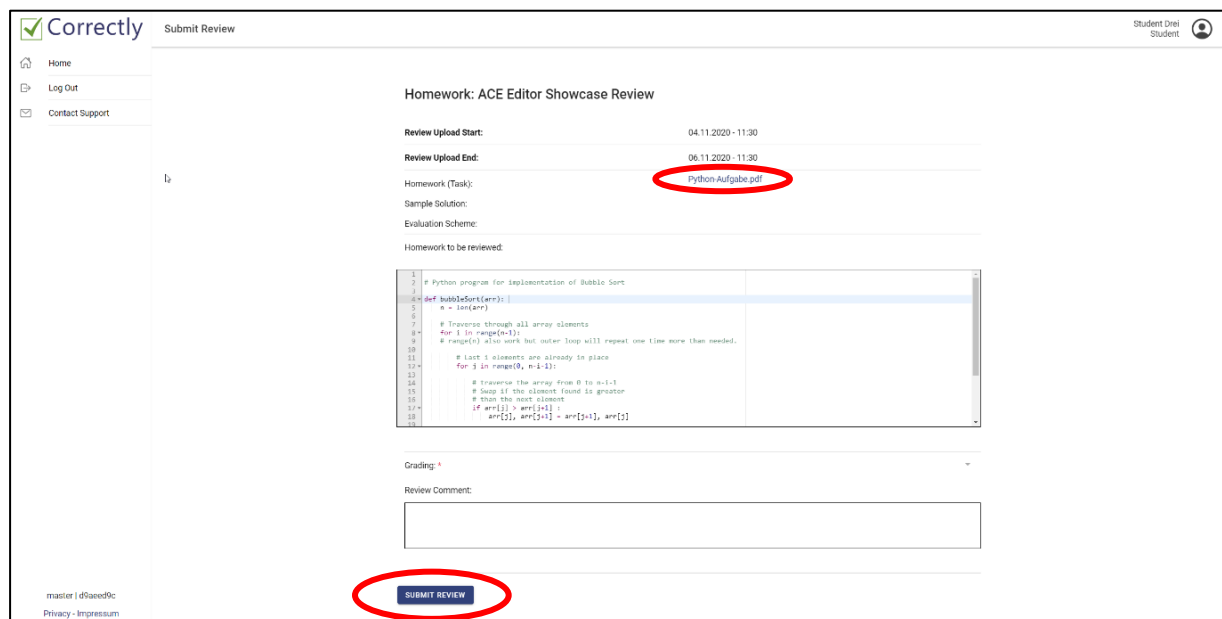 Correctly
Submit Review
Student Drei
Student
Home
Log Out
Contact Support
Homework: ACE Editor Showcase Review
Review Upload Start: 04.11.2020 - 11:30
Review Upload End: 06.11.2020 - 11:30
Homework (Task): Python-Aufgabe.pdf
Sample Solution:
Evaluation Scheme:
Homework to be reviewed:
1
2 # Python program for implementation of Bubble Sort
3
4 def bubbleSort(arr):
5 n = len(arr)
6
7 # Traverse through all array elements
8 for i in range(n-1):
9 # range(n) also work but outer loop will repeat one time more than needed.
10
11 # Last i elements are already in place
12 for j in range(0, n-i-1):
13
14 # traverse the array from 0 to n-i-1
15 # Swap if the element found is greater
16 # than the next element
17 if arr[j] > arr[j+1] :
18 arr[j], arr[j+1] = arr[j+1], arr[j]
19
Grading: *
Review Comment:
SUBMIT REVIEW
master | d9aeed9c
Privacy - Impressum